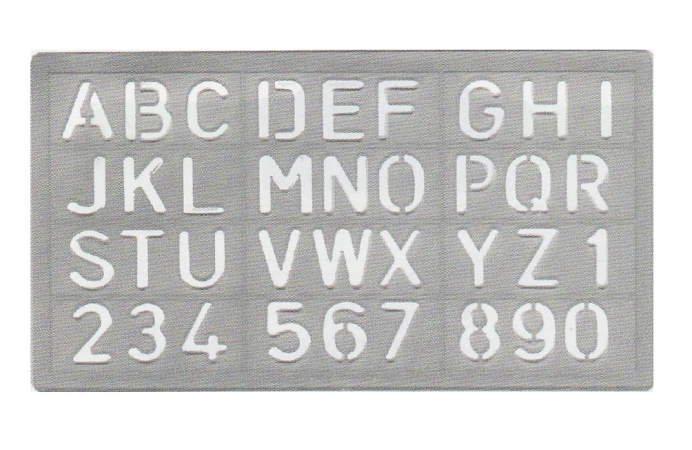 ABC DEF GHI
JKL MNO PQR
STU VWX YZ1
234 567 890